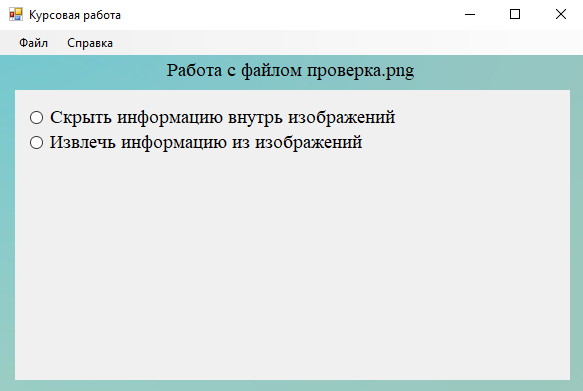 Курсовая работа
Файл Справка
Работа с файлом проверка.png
Скрыть информацию внутрь изображений
Извлечь информацию из изображений